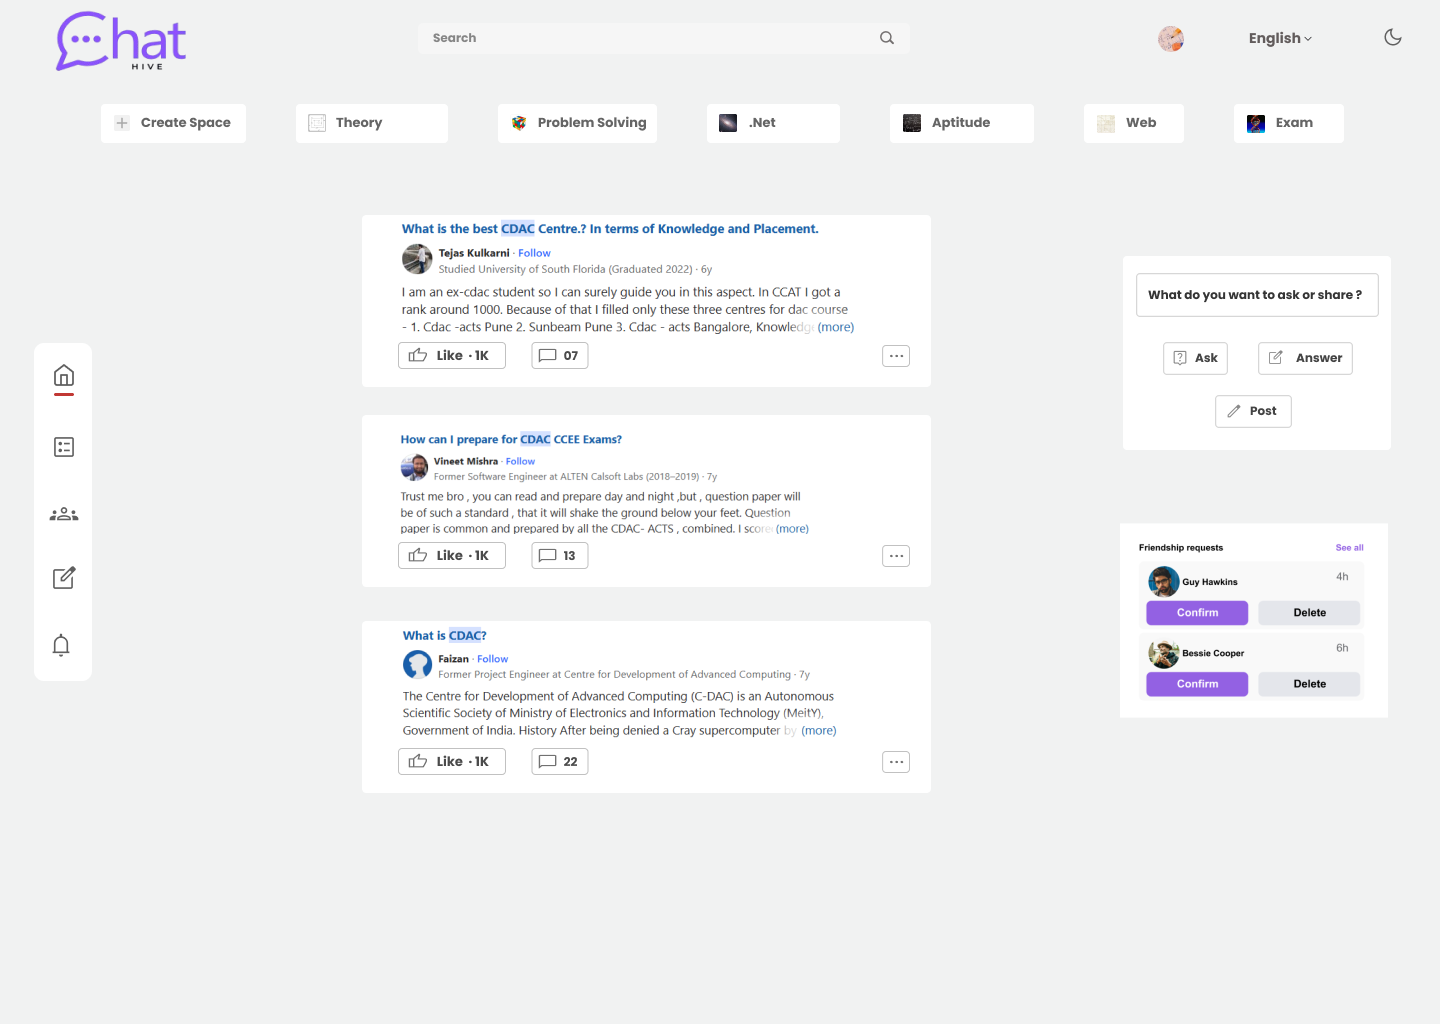 Chat
HIVE
Search
English
Create Space
Theory
Problem Solving
.Net
Aptitude
Web
Exam
What is the best CDAC Centre.? In terms of Knowledge and Placement.
Tejas Kulkarni · Follow
Studied University of South Florida (Graduated 2022) · 6y
I am an ex-cdac student so I can surely guide you in this aspect. In CCAT I got a
rank around 1000. Because of that I filled only these three centres for dac course
- 1. Cdac -acts Pune 2. Sunbeam Pune 3. Cdac - acts Bangalore, Knowledg (more)
Like · 1K
07
How can I prepare for CDAC CCEE Exams?
Vineet Mishra · Follow
Former Software Engineer at ALTEN Calsoft Labs (2018–2019) · 7y
Trust me bro , you can read and prepare day and night ,but , question paper will
be of such a standard , that it will shake the ground below your feet. Question
paper is common and prepared by all the CDAC- ACTS , combined. I score (more)
Like · 1K
13
What is CDAC?
Faizan · Follow
Former Project Engineer at Centre for Development of Advanced Computing · 7y
The Centre for Development of Advanced Computing (C-DAC) is an Autonomous
Scientific Society of Ministry of Electronics and Information Technology (MeitY),
Government of India. History After being denied a Cray supercomputer by (more)
Like · 1K
22
What do you want to ask or share ?
Ask
Answer
Post
Friendship requests
See all
Guy Hawkins
4h
Confirm
Delete
Bessie Cooper
6h
Confirm
Delete